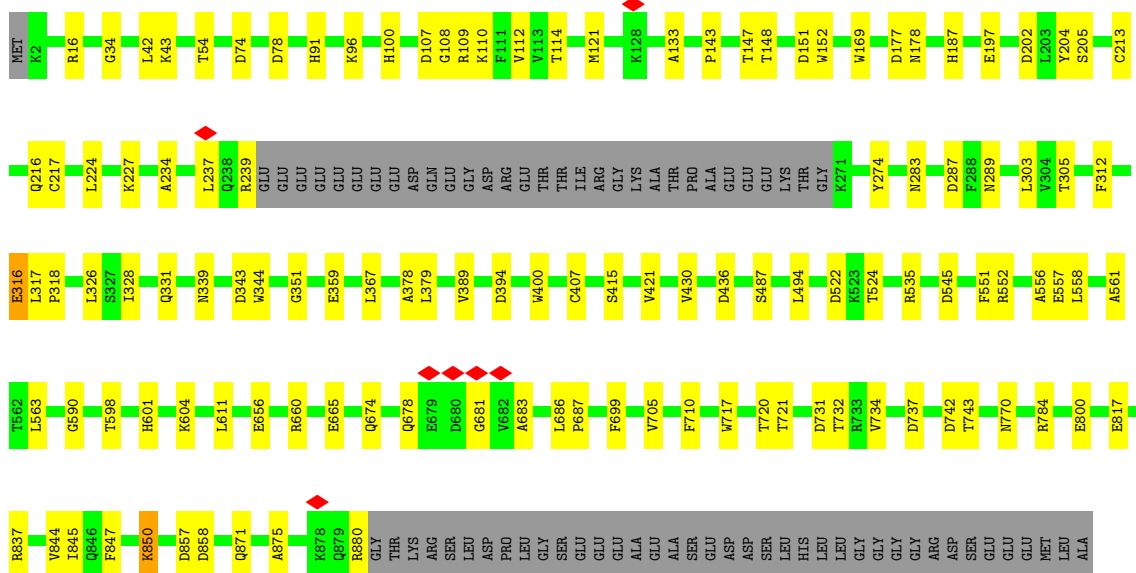 MET K2 R16 G34 L42 K43 T54 D74 D78 H91 K96 H100 D107 G108 R109 K110 F111 V112 V113 T114 M121 K128 A133 P143 T147 T148 D151 W152 W169 D177 N178 H187 E197 D202 L203 Y204 S205 C213
Q216 C217 L224 K227 A234 L237 Q238 R239 GLU GLU GLU GLU GLU GLU GLU GLU ASP GLN GLU GLY ASP ARG GLU THR THR ILE ARG GLY LYS ALA THR PRO ALA GLU GLU GLU LYS THR GLY K271 Y274 N283 D287 F288 N289 L303 V304 T305 F312
E316 L317 P318 L326 S327 I328 Q331 N339 D343 W344 G351 E359 L367 A378 L379 V389 D394 W400 C407 S415 V421 V430 D436 S487 L494 D522 K523 T524 R535 D545 F551 R552 A556 E557 L558 A561
T562 L563 G590 T598 H601 K604 L611 E656 R660 E665 Q674 Q678 E679 D680 G681 V682 A683 L686 P687 F699 V705 F710 W717 T720 T721 D731 T732 R733 V734 D737 D742 T743 N770 R784 E800 E817
R837 V844 I845 Q846 F847 K850 D857 D858 Q871 A875 K878 Q879 R880 GLY THR LYS ARG SER LEU ASP PRO LEU GLY SER GLU GLU GLU ALA GLU ALA SER GLU ASP ASP SER LEU HIS LEU LEU GLY GLY GLY GLY ARG ASP SER GLU GLU GLU MET LEU ALA